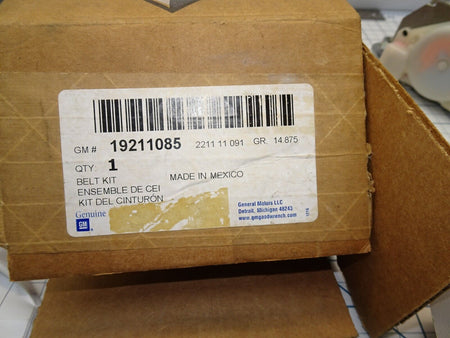 GM # 19211085 2211 11 091 GR. 14.875
QTY: 1
BELT KIT MADE IN MEXICO
ENSEMBLE DE CEI
KIT DEL CINTURÓN
Genuine
GM
General Motors LLC
Detroit, Michigan 48243
www.gmgoodwrench.com